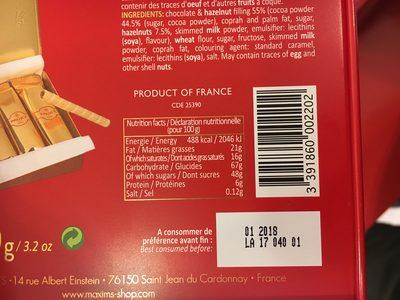 contenir des traces d'oeuf et d'autres fruits à coque.
INGREDIENTS: chocolate & hazelnut filling 55% (cocoa powder
44.5% (sugar, cocoa powder), coprah and palm fat, sugar,
hazelnuts 7.5%, skimmed milk powder, emulsifier: lecithins
(soya), flavour), wheat flour, sugar, fructose, skimmed milk
powder, coprah fat, colouring agent: standard caramel,
emulsifier: lecithins (soya), salt. May contain traces of egg and
other shell nuts.
PRODUCT OF FRANCE
CDE 25390
Nutrition facts / Déclaration nutritionnelle
(pour 100 g)
Energie / Energy 488 kcal / 2046 kJ
Fat / Matières grasses 21g
Of which saturates / Dont acides gras saturés 16g
Carbohydrate / Glucides 67g
Of which sugars / Dont sucres 48g
Protein / Protéines 6g
Salt / Sel 0.12g
3 391860 002202
g / 3.2 oz
A consommer de
préférence avant fin :
Best consumed before:
01 2018
LA 17 040 01
14 rue Albert Einstein • 76150 Saint Jean du Cardonnay • France
www.maxims-shop.com